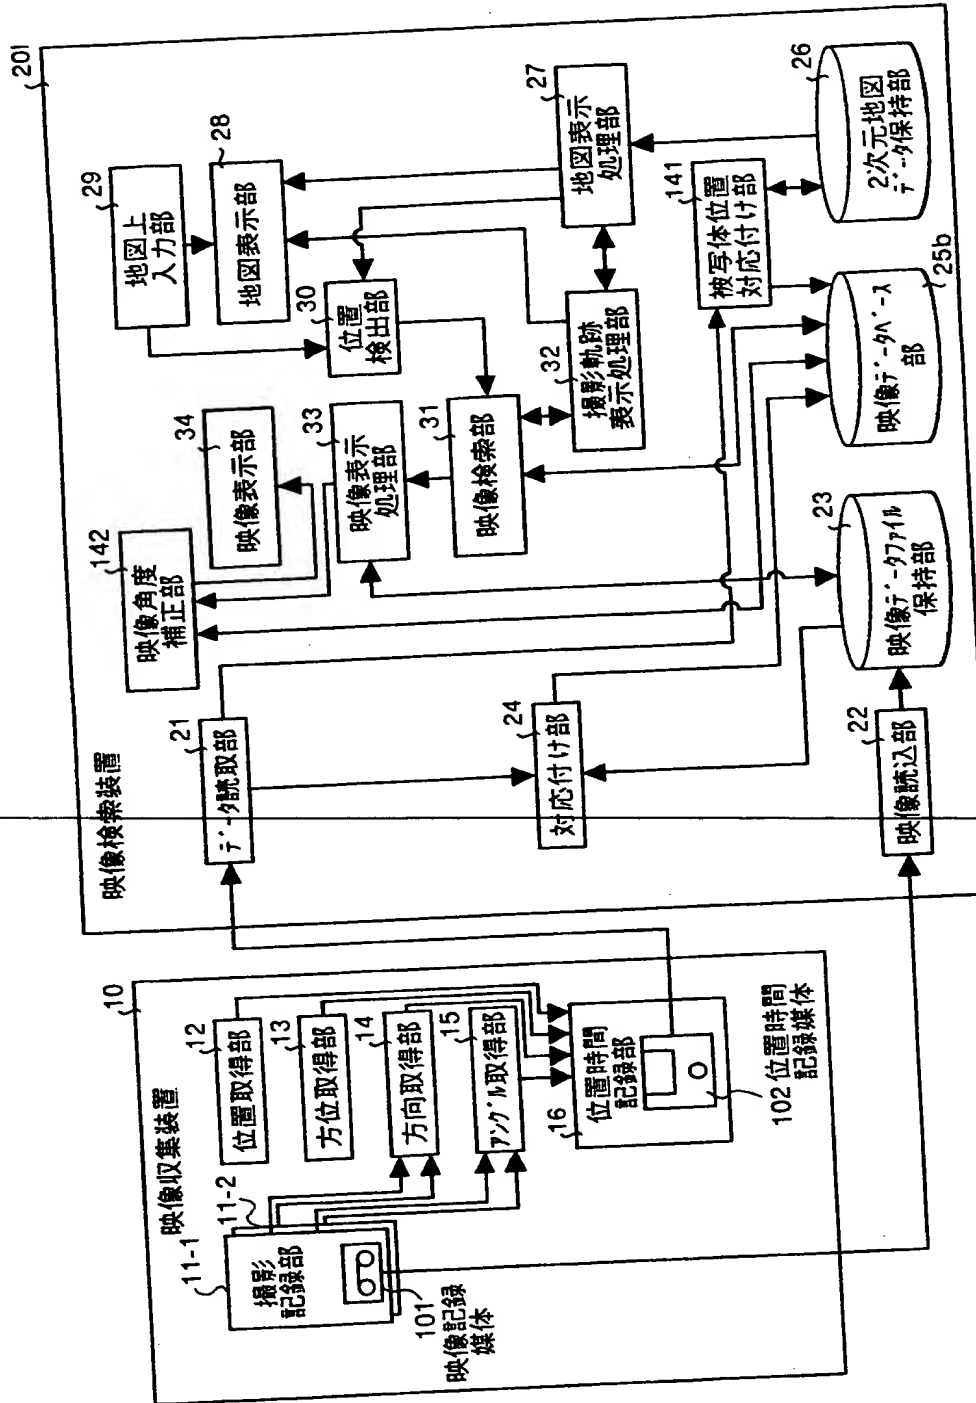 10
映像収集装置
11-1
11-2
撮影
記録部
101
映像記録
媒体
12
位置取得部
13
方位取得部
14
方向取得部
15
アングル取得部
16
位置時間
記録部
102 位置時間
記録媒体
201
映像検索装置
21
データ読取部
22
映像読込部
23
映像データファイル
保持部
24
対応付け部
25b
映像データベース
部
26
2次元地図
データ保持部
27
地図表示
処理部
28
地図表示部
29
地図上
入力部
30
位置
検出部
31
映像検索部
32
撮影軌跡
表示処理部
33
映像表示
処理部
34
映像表示部
141
被写体位置
対応付け部
142
映像角度
補正部